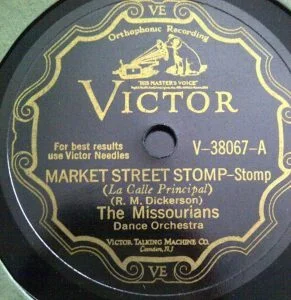 VE
Orthophonic Recording
"HIS MASTER'S VOICE"
VICTOR
For best results
use Victor Needles
V-38067-A
MARKET STREET STOMP-Stomp
(La Calle Principal)
(R. M. Dickerson)
The Missourians
Dance Orchestra
VICTOR TALKING MACHINE CO.
Camden, N.J.
VE